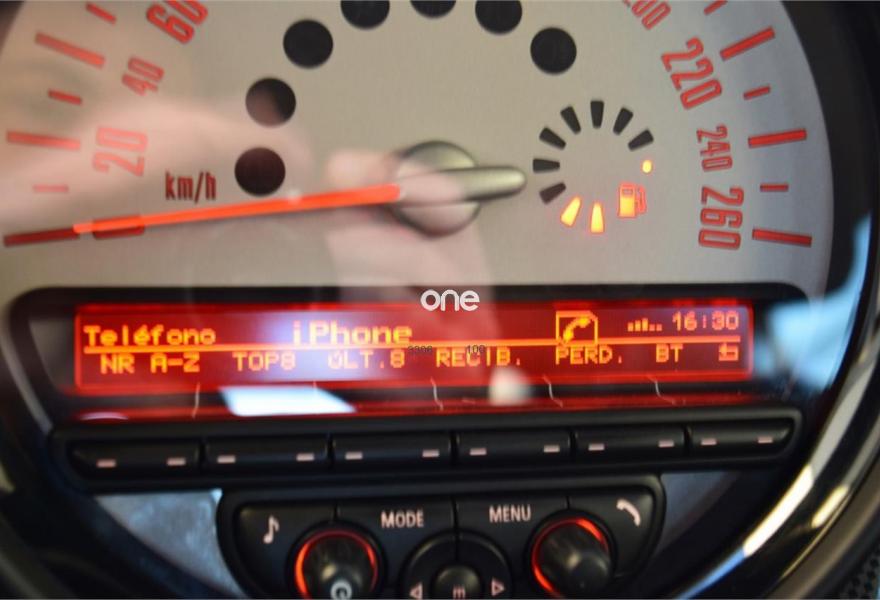 60
40
20
km/h
200
220
240
260
one
Teléfono iPhone 16:30
NR A-Z TOP8 ÚLT.8 RECIB. PERD. BT
MODE MENU